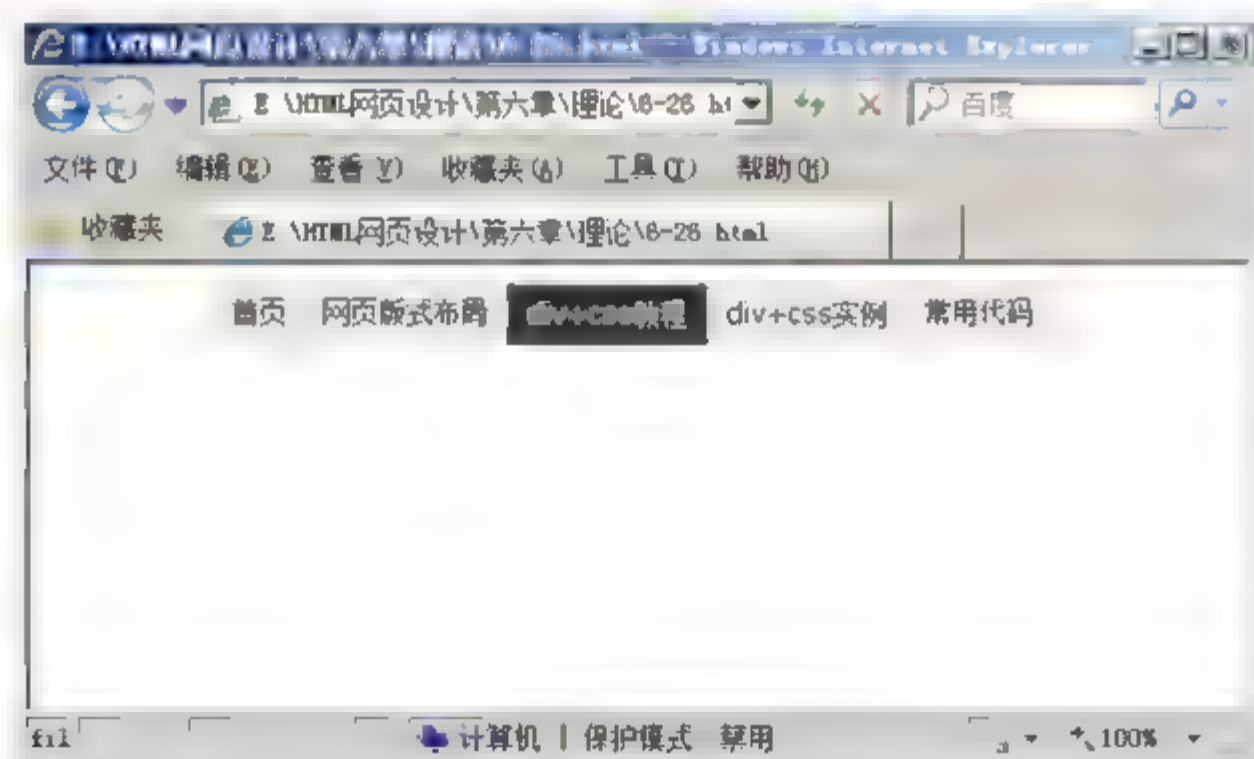 Windows Internet Explorer
E \HTML网页设计\第六章\理论\6-26 ht 百度
文件(F) 编辑(E) 查看(V) 收藏夹(A) 工具(T) 帮助(H)
收藏夹 E \HTML网页设计\第六章\理论\6-26 html
首页 网页版式布局 div+css教程 div+css实例 常用代码
fil 计算机 | 保护模式 禁用 100%